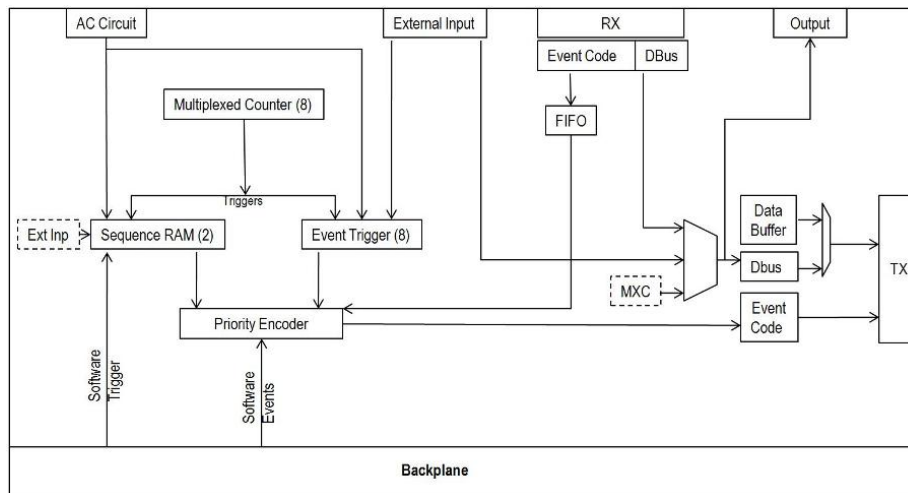 AC Circuit
External Input
RX
Output
Event Code
DBus
Multiplexed Counter (8)
FIFO
Triggers
Ext Inp
Sequence RAM (2)
Event Trigger (8)
Data
Buffer
Dbus
TX
MXC
Priority Encoder
Event
Code
Software
Trigger
Software
Events
Backplane